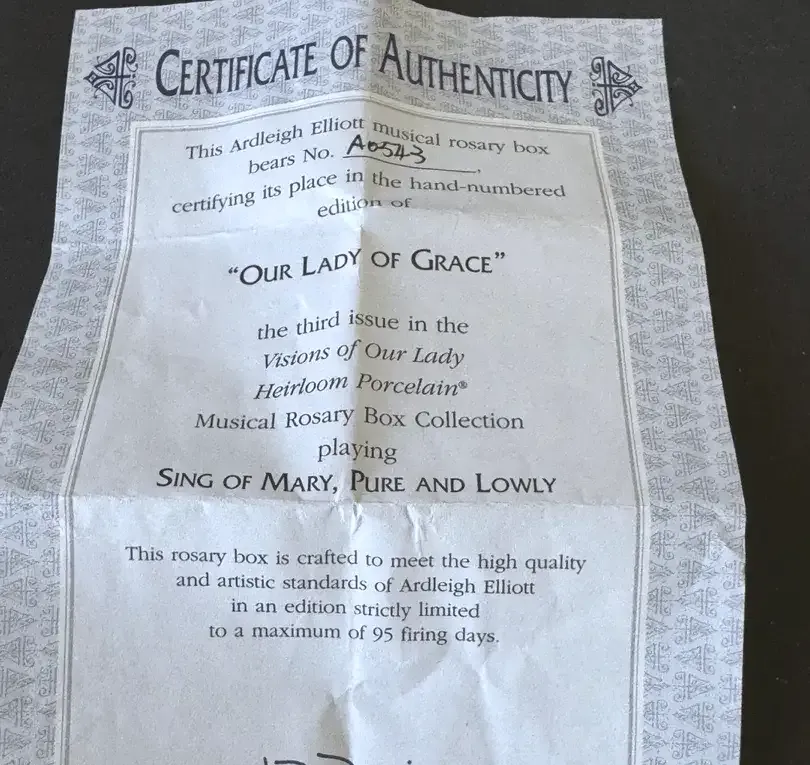 CERTIFICATE OF AUTHENTICITY
This Ardleigh Elliott musical rosary box
bears No. A0543,
certifying its place in the hand-numbered
edition of
“OUR LADY OF GRACE”
the third issue in the
Visions of Our Lady
Heirloom Porcelain®
Musical Rosary Box Collection
playing
SING OF MARY, PURE AND LOWLY
This rosary box is crafted to meet the high quality
and artistic standards of Ardleigh Elliott
in an edition strictly limited
to a maximum of 95 firing days.